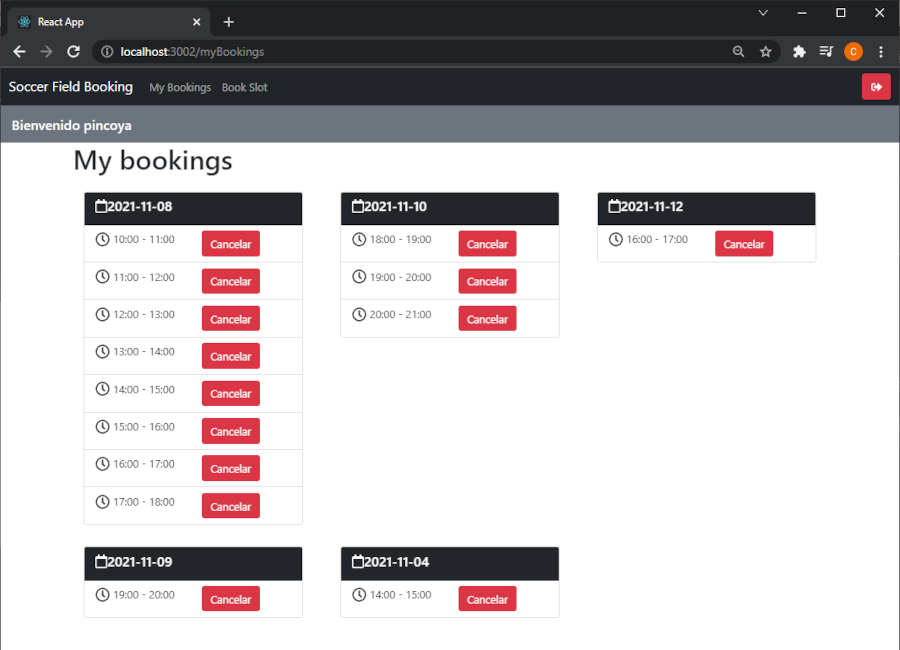 React App
localhost:3002/myBookings
C
Soccer Field Booking My Bookings Book Slot
Bienvenido pincoya
My bookings
2021-11-08
10:00 - 11:00 Cancelar
11:00 - 12:00 Cancelar
12:00 - 13:00 Cancelar
13:00 - 14:00 Cancelar
14:00 - 15:00 Cancelar
15:00 - 16:00 Cancelar
16:00 - 17:00 Cancelar
17:00 - 18:00 Cancelar
2021-11-10
18:00 - 19:00 Cancelar
19:00 - 20:00 Cancelar
20:00 - 21:00 Cancelar
2021-11-12
16:00 - 17:00 Cancelar
2021-11-09
19:00 - 20:00 Cancelar
2021-11-04
14:00 - 15:00 Cancelar